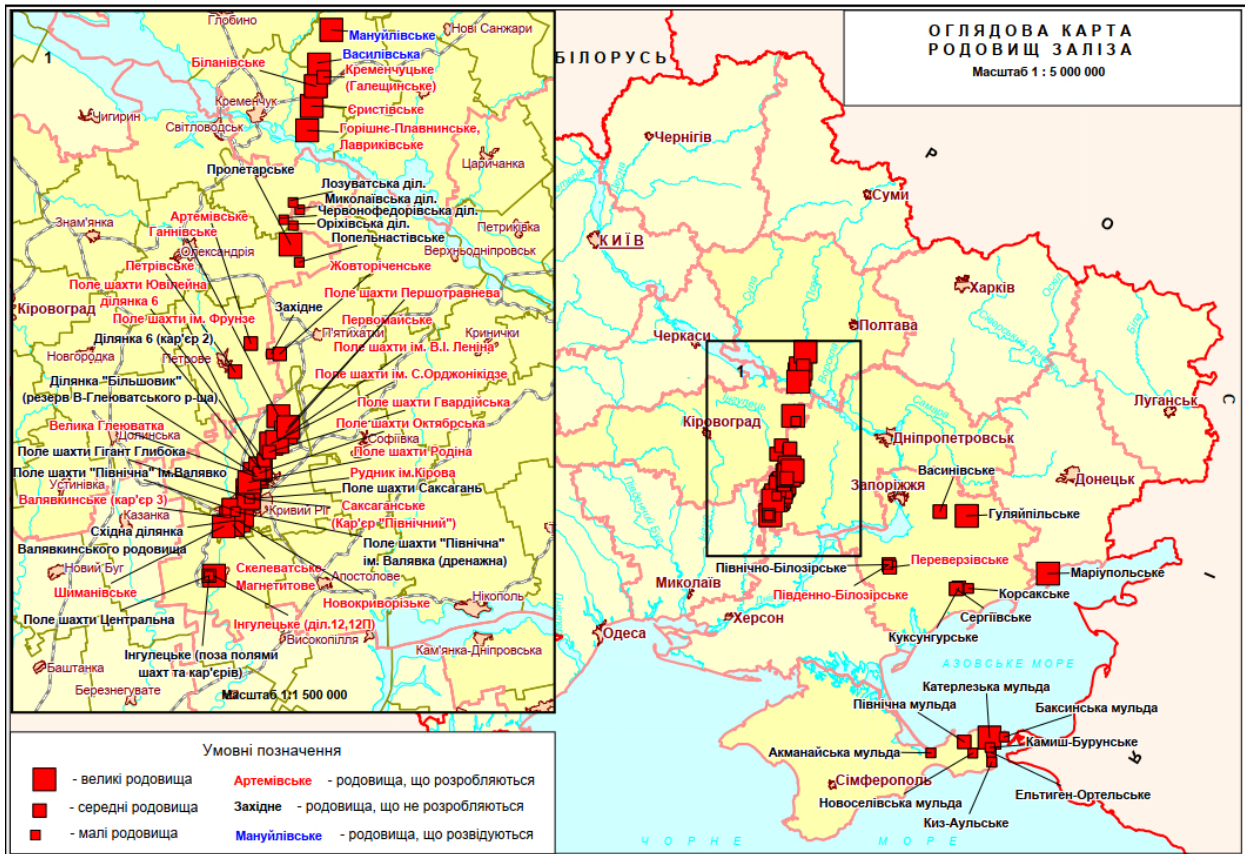 ОГЛЯДОВА КАРТА
РОДОВИЩ ЗАЛІЗА
Масштаб 1 : 5 000 000
БІЛОРУСЬ
Р О С І Я
Чернігів
Суми
КИЇВ
Харків
Полтава
Черкаси
Луганськ
Кіровоград
Дніпропетровськ
Донецьк
Запоріжжя
Миколаїв
Херсон
Одеса
Сімферополь
Сула
Ворскла
Самара
Інгулець
1
Васинівське
Гуляйпільське
Північно-Білозірське
Переверзівське
Південно-Білозірське
Маріупольське
Корсакське
Сергіївське
Куксунгурське
АЗОВСЬКЕ МОРЕ
Катерлезька мульда
Північна мульда
Баксинська мульда
Акманайська мульда
Камиш-Бурунське
Новоселівська мульда
Ельтиген-Ортельське
Киз-Аульське
ЧОРНЕ МОРЕ
1
Глобино
Нові Санжари
Мануйлівське
Василівська
Біланівське
Кременчуцьке
(Галещинське)
Кременчук
Єристівське
Чигирин
Світловодськ
Горішнє-Плавнинське,
Лавриківське
Царичанка
Пролетарське
Лозуватська діл.
Миколаївська діл.
Червонофедорівська діл.
Оріхівська діл.
Попельнастівське
Артемівське
Ганнівське
Знам'янка
Олександрія
Петриківка
Верхньодніпровськ
Петрівське
Жовторіченське
Поле шахти Ювілейна
ділянка 6
Поле шахти Першотравнева
Кіровоград
Поле шахти ім. Фрунзе
Західне
Первомайське
П'ятихатки
Кринички
Ділянка 6 (кар'єр 2)
Новгородка
Петрове
Поле шахти ім. В.І. Леніна
Ділянка "Більшовик"
(резерв В-Глеюватського р-ща)
Поле шахти ім. С.Орджонікідзе
Поле шахти Гвардійська
Велика Глеюватка
Долинська
Поле шахти Октябрська
Софіївка
Поле шахти Гігант Глибока
Поле шахти Родіна
Поле шахти "Північна" ім.Валявко
Рудник ім.Кірова
Устинівка
Валявкинське (кар'єр 3)
Поле шахти Саксагань
Казанка
Кривий Ріг
Саксаганське
(Кар'єр "Північний")
Східна ділянка
Валявкинського родовища
Поле шахти "Північна"
ім. Валявка (дренажна)
Новий Буг
Скелеватсько-
Магнетитове
Апостолове
Шиманівське
Новокриворізьке
Нікополь
Поле шахти Центральна
Інгулецьке (діл.12,12П)
Високопілля
Кам'янка-Дніпровська
Інгулецьке (поза полями
шахт та кар'єрів)
Баштанка
Березнегувате
Масштаб 1:1 500 000
Умовні позначення
- великі родовища
- середні родовища
- малі родовища
Артемівське - родовища, що розробляються
Західне - родовища, що не розробляються
Мануйлівське - родовища, що розвідуються